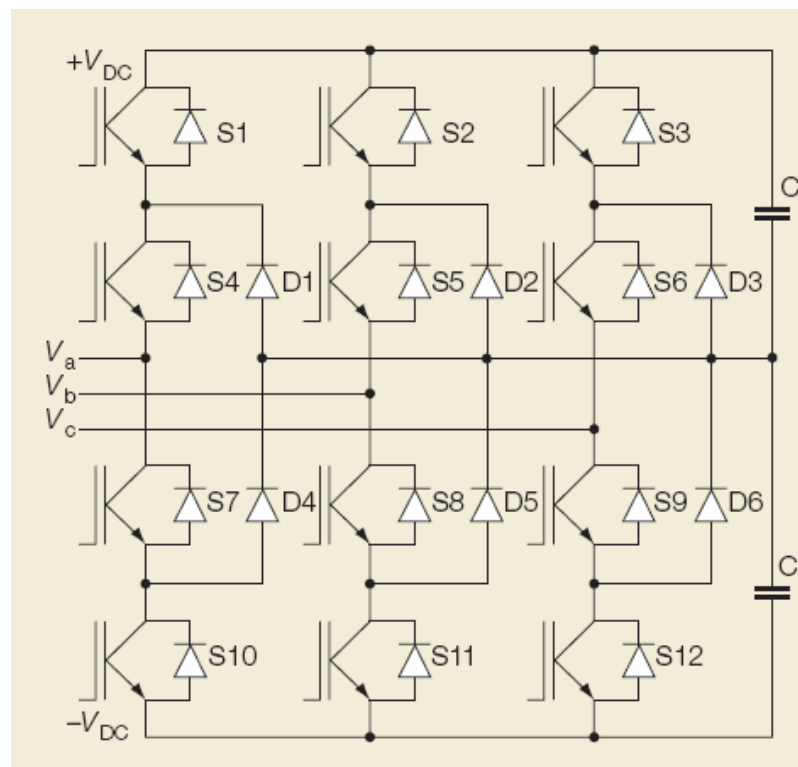 +VDC
S1 S2 S3
C
S4 D1 S5 D2 S6 D3
Va
Vb
Vc
S7 D4 S8 D5 S9 D6
C
S10 S11 S12
–VDC